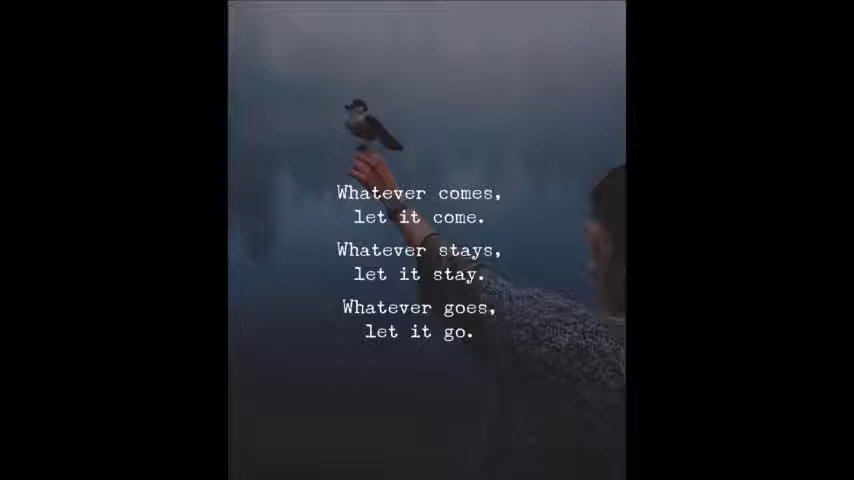 Whatever comes,
let it come.
Whatever stays,
let it stay.
Whatever goes,
let it go.